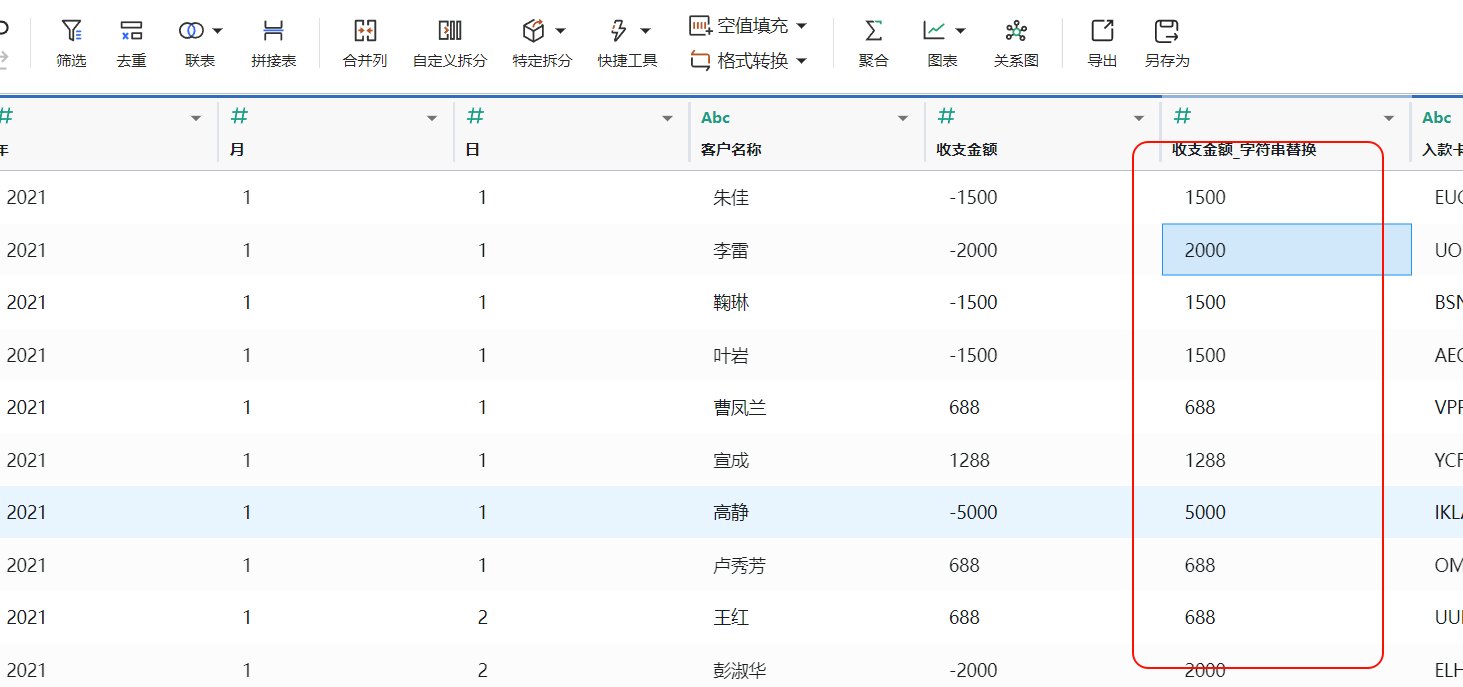 空值填充
筛选 去重 联表 拼接表 合并列 自定义拆分 特定拆分 快捷工具 格式转换 聚合 图表 关系图 导出 另存为
# # # Abc # # Abc
年 月 日 客户名称 收支金额 收支金额_字符串替换 入款卡
2021 1 1 朱佳 -1500 1500
2021 1 1 李雷 -2000 2000 UO
2021 1 1 鞠琳 -1500 1500 BSN
2021 1 1 叶岩 -1500 1500
2021 1 1 曹凤兰 688 688
2021 1 1 宣成 1288 1288
2021 1 1 高静 -5000 5000
2021 1 1 卢秀芳 688 688 OM
2021 1 2 王红 688 688
2021 1 2 彭淑华 -2000 2000 ELH